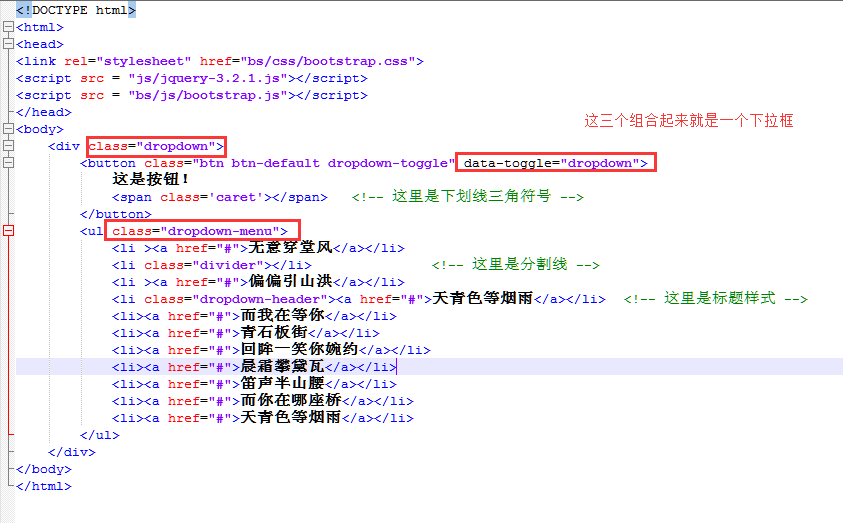 <!DOCTYPE html>
<html>
<head>
<link rel="stylesheet" href="bs/css/bootstrap.css">
<script src = "js/jquery-3.2.1.js"></script>
<script src = "bs/js/bootstrap.js"></script>
</head>
这三个组合起来就是一个下拉框
<body>
<div class="dropdown">
<button class="btn btn-default dropdown-toggle" data-toggle="dropdown">
这是按钮!
<span class='caret'></span> <!-- 这里是下划线三角符号 -->
</button>
<ul class="dropdown-menu">
<li ><a href="#">无意穿堂风</a></li>
<li class="divider"></li> <!-- 这里是分割线 -->
<li ><a href="#">偏偏引山洪</a></li>
<li class="dropdown-header"><a href="#">天青色等烟雨</a></li> <!-- 这里是标题样式 -->
<li><a href="#">而我在等你</a></li>
<li><a href="#">青石板街</a></li>
<li><a href="#">回眸一笑你婉约</a></li>
<li><a href="#">晨霜攀黛瓦</a></li>
<li><a href="#">笛声半山腰</a></li>
<li><a href="#">而你在哪座桥</a></li>
<li><a href="#">天青色等烟雨</a></li>
</ul>
</div>
</body>
</html>